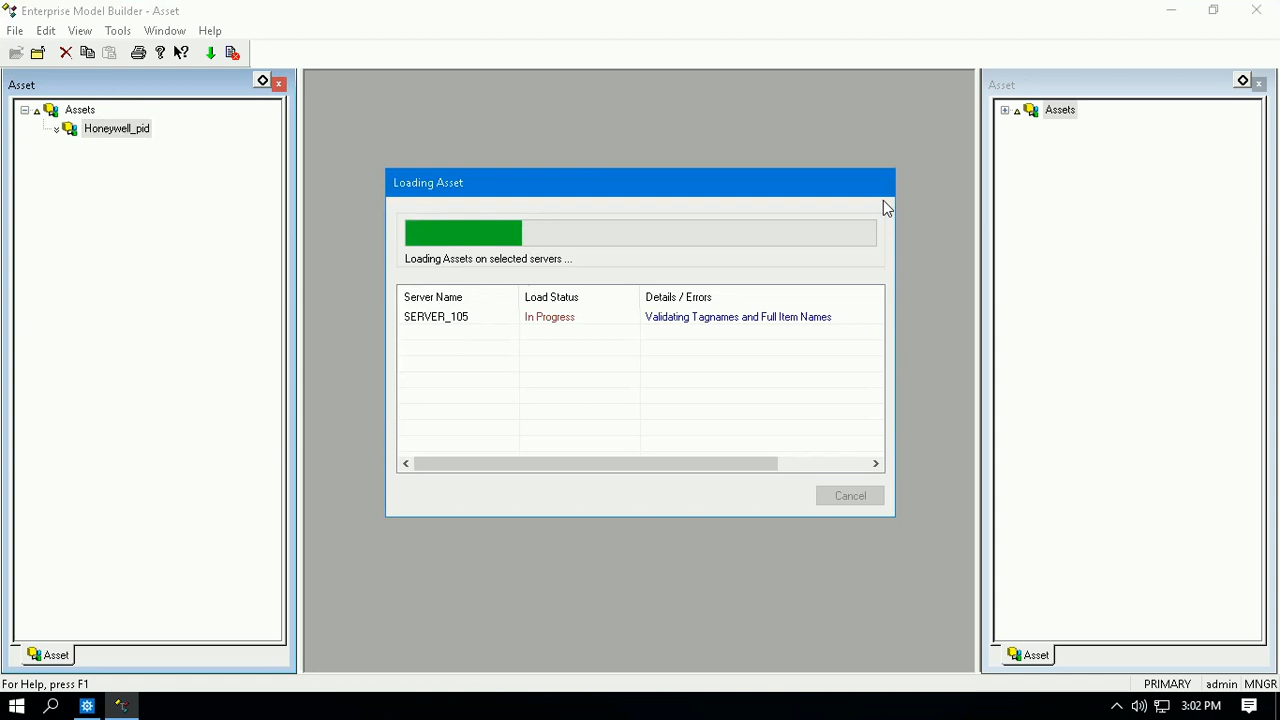 Enterprise Model Builder - Asset
File Edit View Tools Window Help
Asset
Assets
Honeywell_pid
Asset
Loading Asset
Loading Assets on selected servers ...
Server Name Load Status Details / Errors
SERVER_105 In Progress Validating Tagnames and Full Item Names
Cancel
Asset
Assets
Asset
For Help, press F1
PRIMARY admin MNGR
3:02 PM